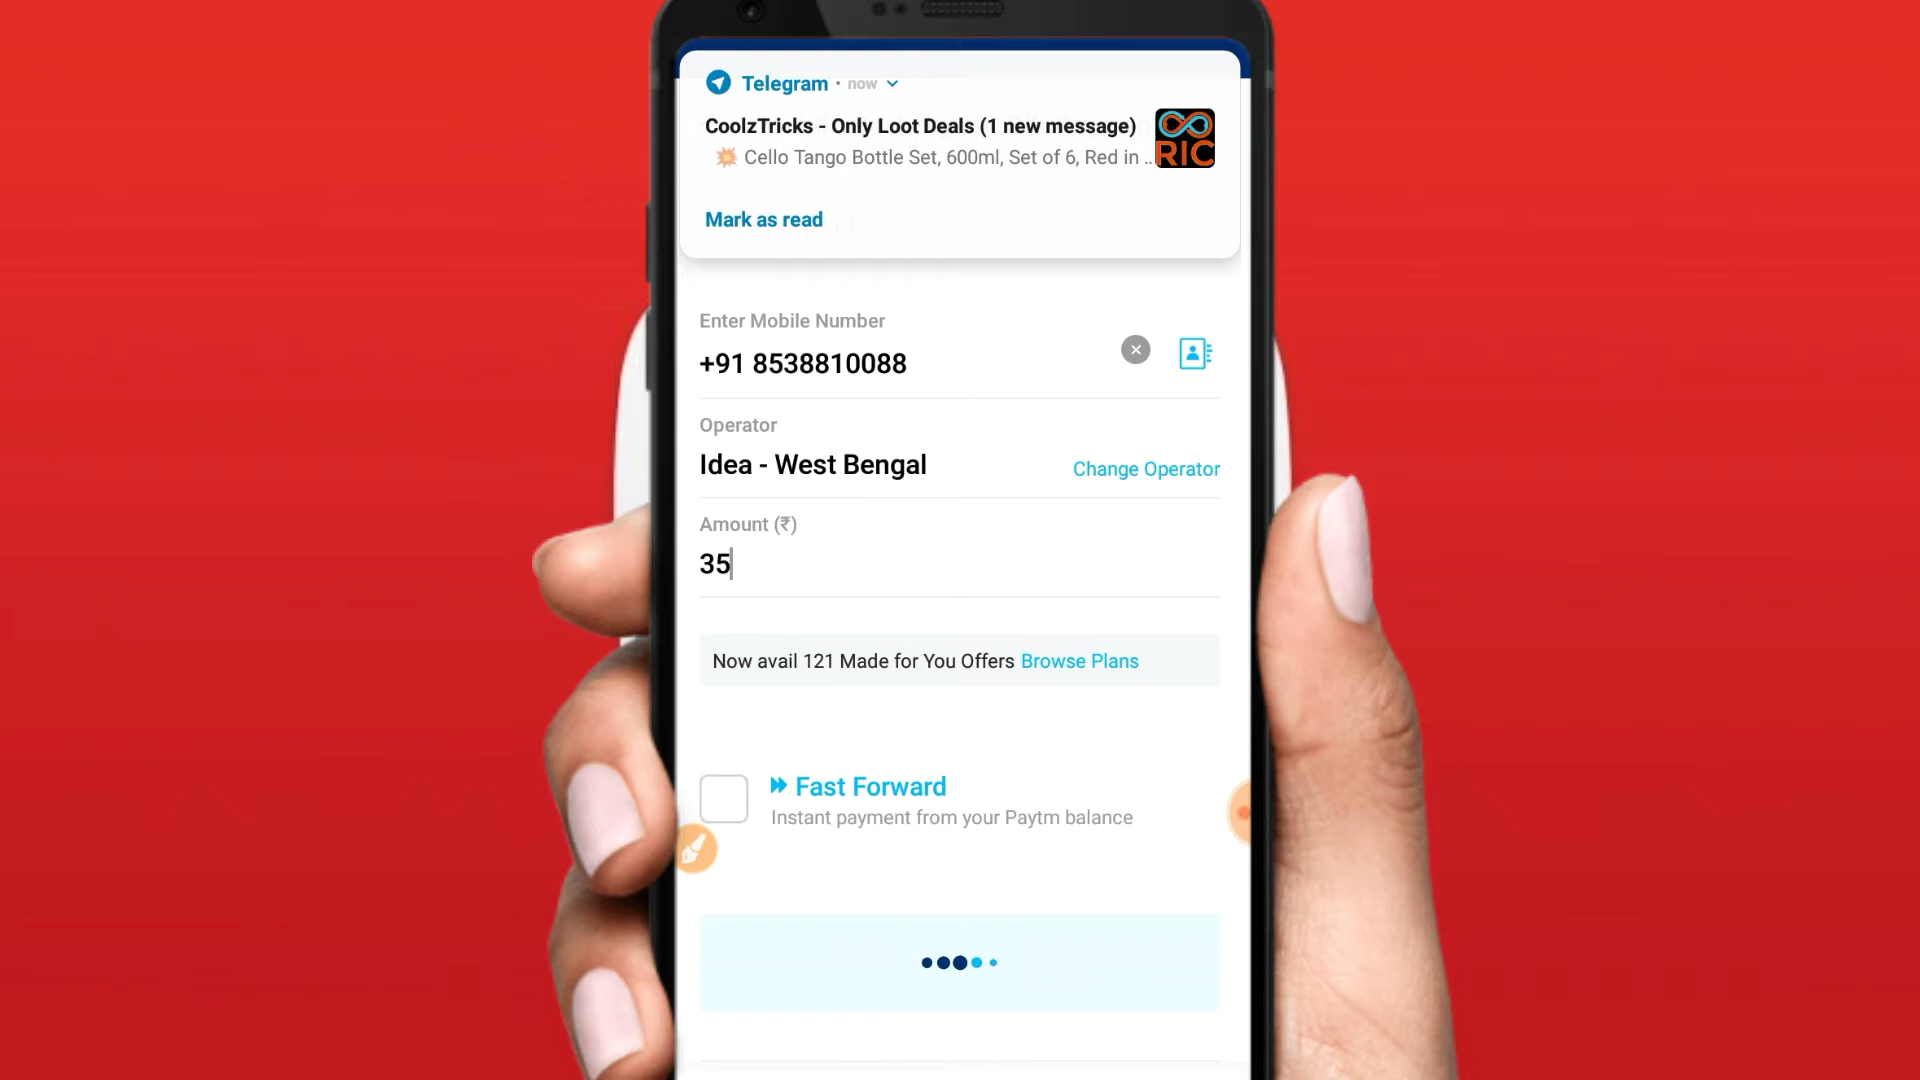 Telegram • now
CoolzTricks - Only Loot Deals (1 new message)
💥 Cello Tango Bottle Set, 600ml, Set of 6, Red in ..
RIC
Mark as read
Enter Mobile Number
+91 8538810088
Operator
Idea - West Bengal
Change Operator
Amount (₹)
35
Now avail 121 Made for You Offers Browse Plans
Fast Forward
Instant payment from your Paytm balance